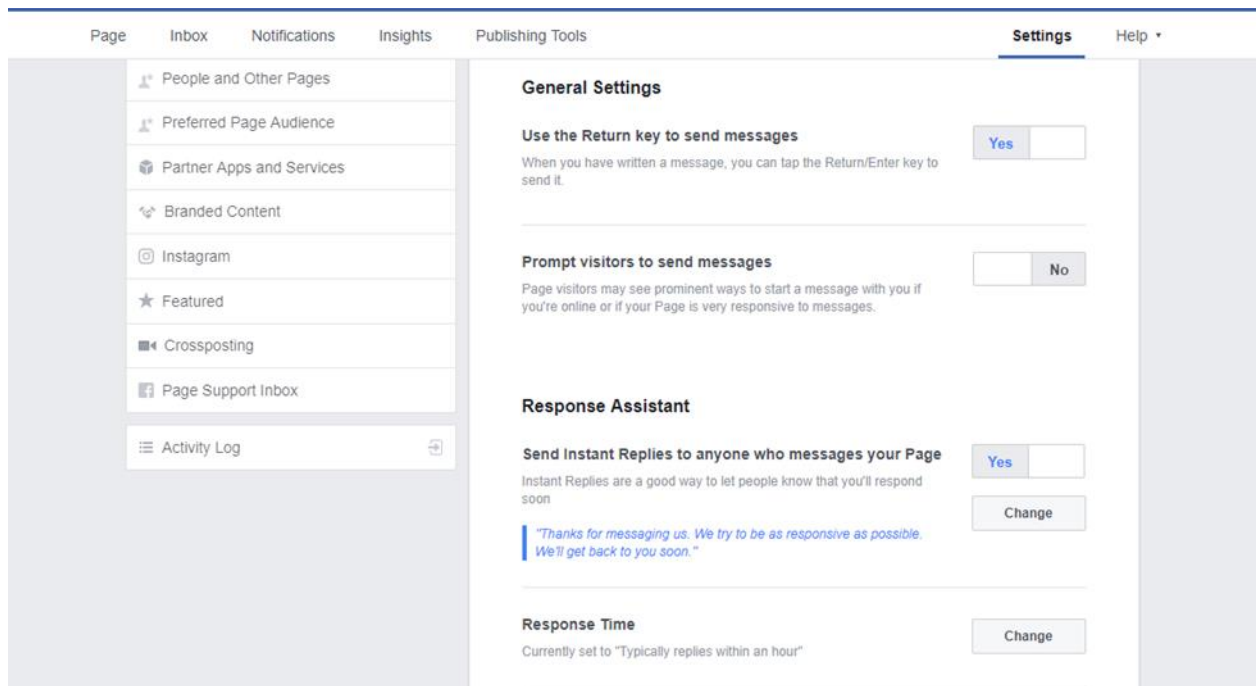 Page Inbox Notifications Insights Publishing Tools Settings Help
People and Other Pages
Preferred Page Audience
Partner Apps and Services
Branded Content
Instagram
Featured
Crossposting
Page Support Inbox
Activity Log
General Settings
Use the Return key to send messages
Yes
When you have written a message, you can tap the Return/Enter key to
send it.
Prompt visitors to send messages
No
Page visitors may see prominent ways to start a message with you if
you're online or if your Page is very responsive to messages.
Response Assistant
Send Instant Replies to anyone who messages your Page
Yes
Instant Replies are a good way to let people know that you'll respond
soon
Change
"Thanks for messaging us. We try to be as responsive as possible.
We'll get back to you soon."
Response Time
Change
Currently set to "Typically replies within an hour"